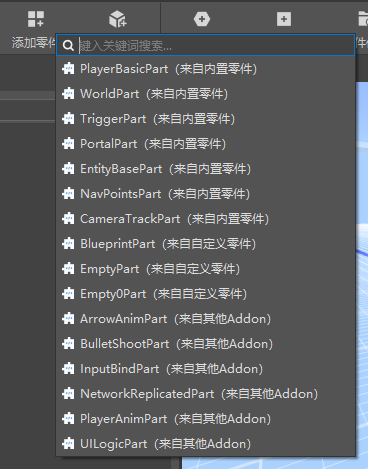 添加零件
键入关键词搜索...
PlayerBasicPart (来自内置零件)
WorldPart (来自内置零件)
TriggerPart (来自内置零件)
PortalPart (来自内置零件)
EntityBasePart (来自内置零件)
NavPointsPart (来自内置零件)
CameraTrackPart (来自内置零件)
BlueprintPart (来自自定义零件)
EmptyPart (来自自定义零件)
Empty0Part (来自自定义零件)
ArrowAnimPart (来自其他Addon)
BulletShootPart (来自其他Addon)
InputBindPart (来自其他Addon)
NetworkReplicatedPart (来自其他Addon)
PlayerAnimPart (来自其他Addon)
UILogicPart (来自其他Addon)